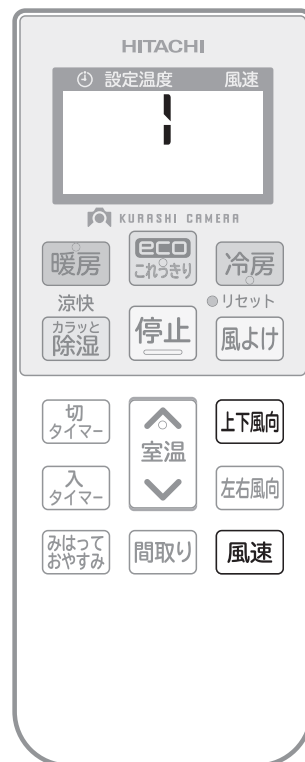 HITACHI
設定温度 風速
1
KURASHI CAMERA
暖房 eco これっきり 冷房
涼快 リセット
カラッと 除湿 停止 風よけ
切タイマー 室温 上下風向
入タイマー 左右風向
みはっておやすみ 間取り 風速